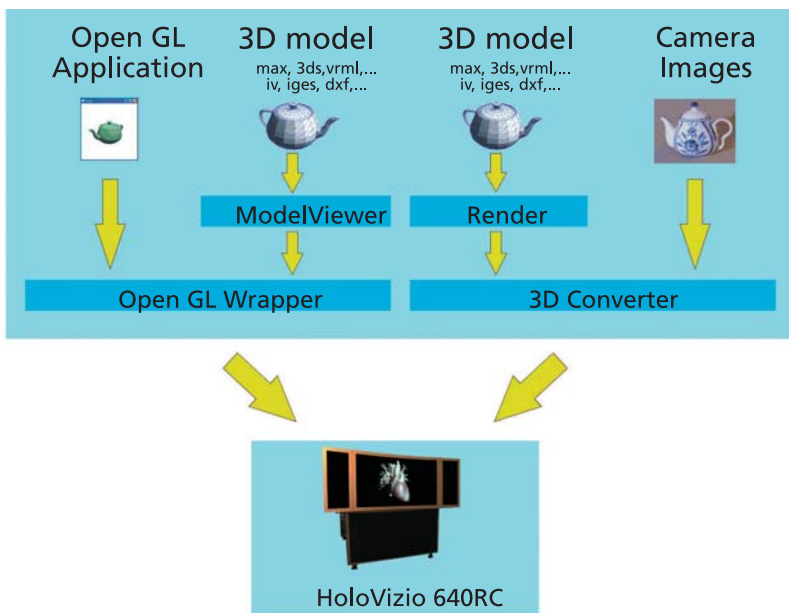 Open GL
Application
3D model
max, 3ds,vrml,...
iv, iges, dxf,...
3D model
max, 3ds,vrml,...
iv, iges, dxf,...
Camera
Images
ModelViewer
Render
Open GL Wrapper
3D Converter
HoloVizio 640RC